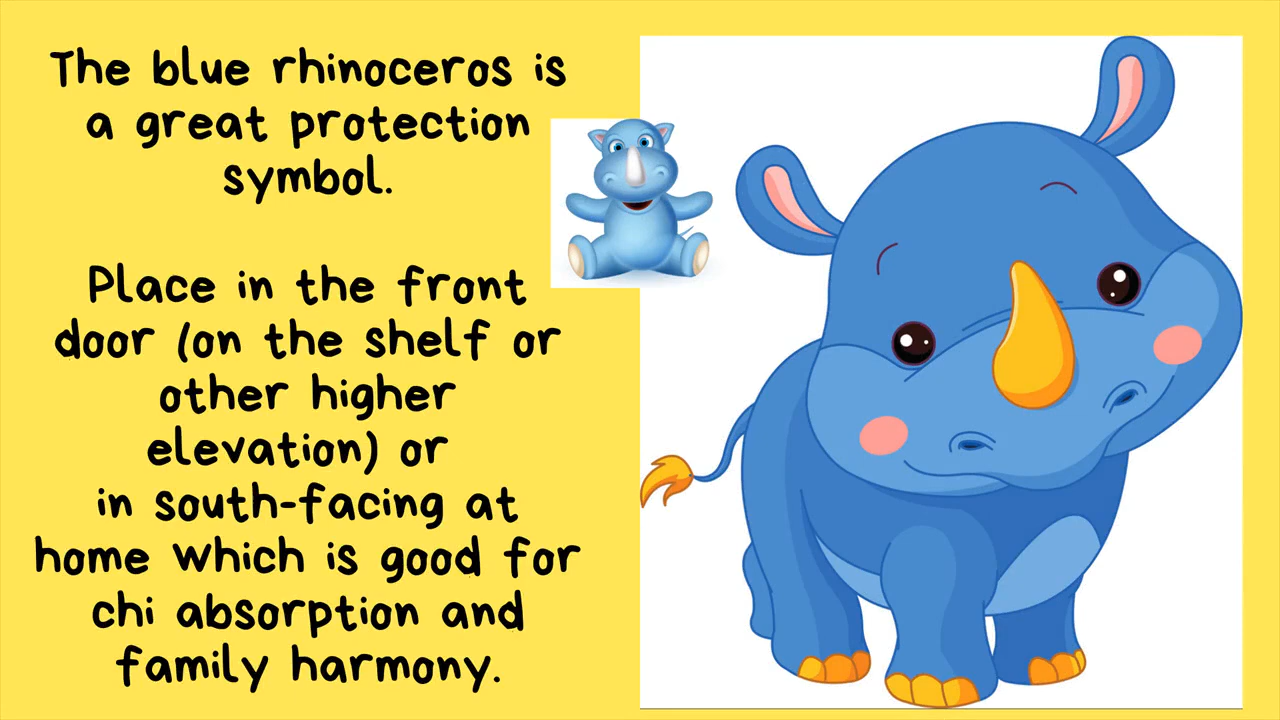 The blue rhinoceros is
a great protection
symbol.
Place in the front
door (on the shelf or
other higher
elevation) or
in south-facing at
home which is good for
chi absorption and
family harmony.